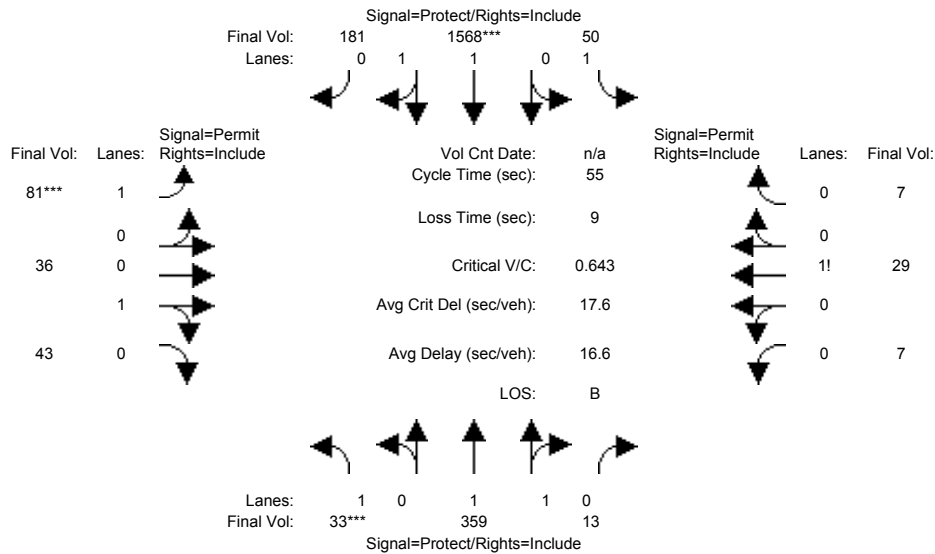 Signal=Protect/Rights=Include
Final Vol: 181 1568*** 50
Lanes: 0 1 1 0 1
Signal=Permit Signal=Permit
Final Vol: Lanes: Rights=Include Vol Cnt Date: n/a Rights=Include Lanes: Final Vol:
Cycle Time (sec): 55
81*** 1 0 7
Loss Time (sec): 9
0 0
36 0 Critical V/C: 0.643 1! 29
1 Avg Crit Del (sec/veh): 17.6 0
43 0 Avg Delay (sec/veh): 16.6 0 7
LOS: B
Lanes: 1 0 1 1 0
Final Vol: 33*** 359 13
Signal=Protect/Rights=Include